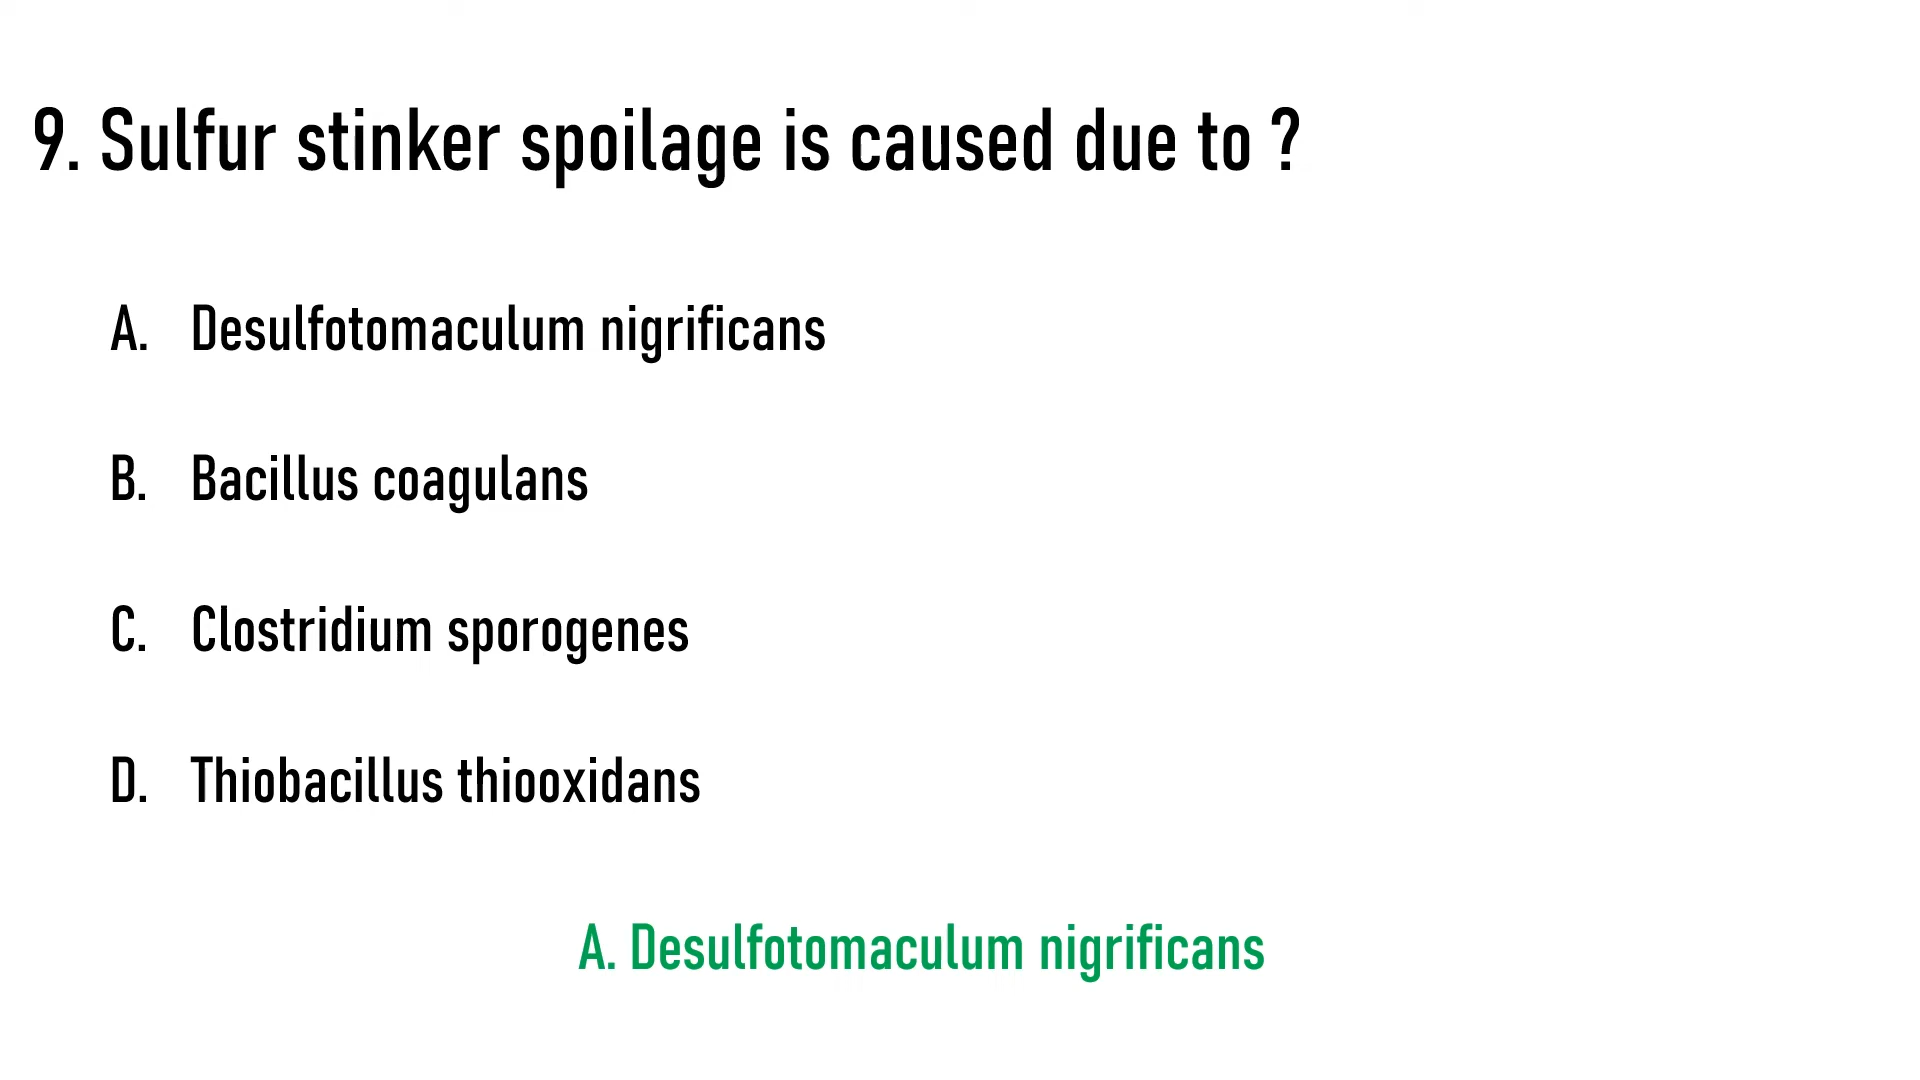 9. Sulfur stinker spoilage is caused due to ?
A. Desulfotomaculum nigrificans
B. Bacillus coagulans
C. Clostridium sporogenes
D. Thiobacillus thiooxidans
A. Desulfotomaculum nigrificans